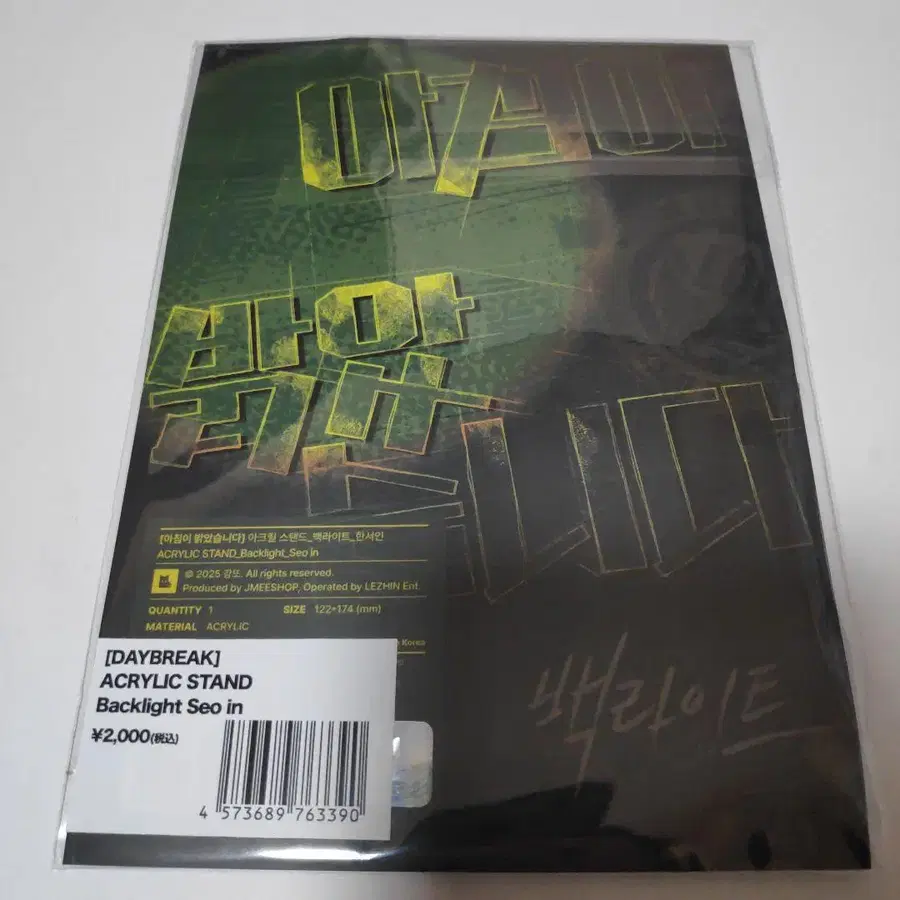 아침이
밝았
습니다
백라이트
[아침이 밝았습니다] 아크릴 스탠드_백라이트_한서인
ACRYLIC STAND_Backlight_Seo in
© 2025 강또. All rights reserved.
Produced by JMEESHOP, Operated by LEZHIN Ent.
QUANTITY 1 SIZE 122*174 (mm)
MATERIAL ACRYLIC
Korea
[DAYBREAK]
ACRYLIC STAND
Backlight Seo in
¥2,000(税込)
4 573689 763390